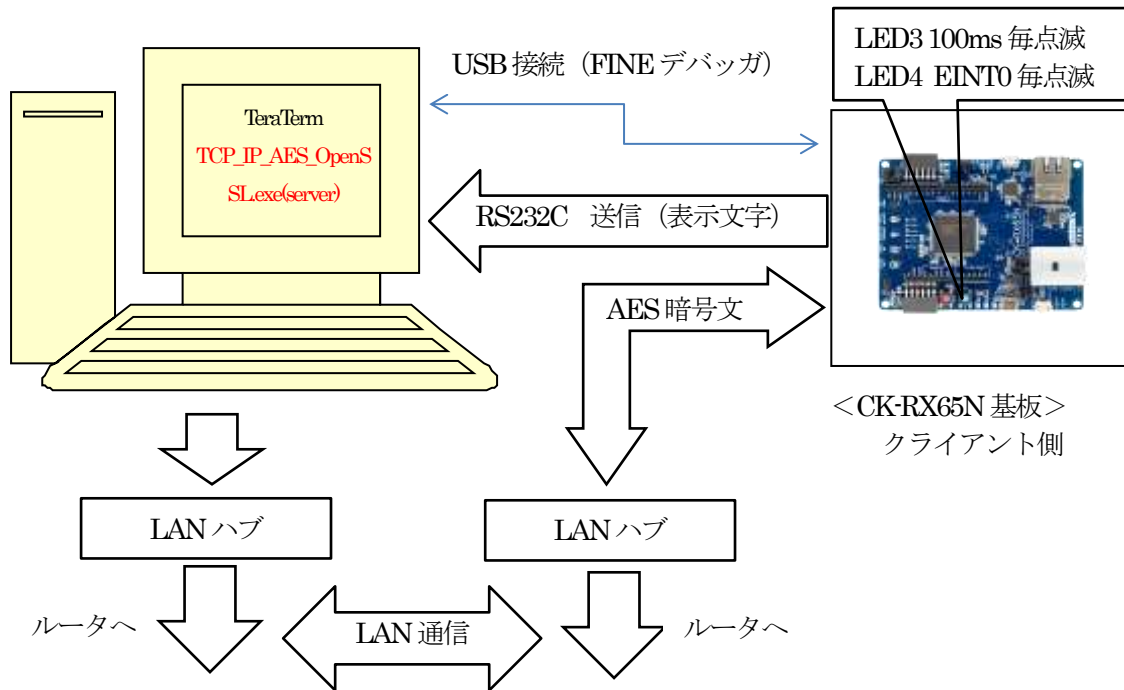 LED3 100ms 毎点滅
LED4 EINT0 毎点滅
USB 接続（FINE デバッガ）
TeraTerm
TCP_IP_AES_OpenS
SL.exe(server)
RS232C 送信（表示文字）
AES 暗号文
＜CK-RX65N 基板＞
クライアント側
LAN ハブ
LAN ハブ
ルータへ
LAN 通信
ルータへ